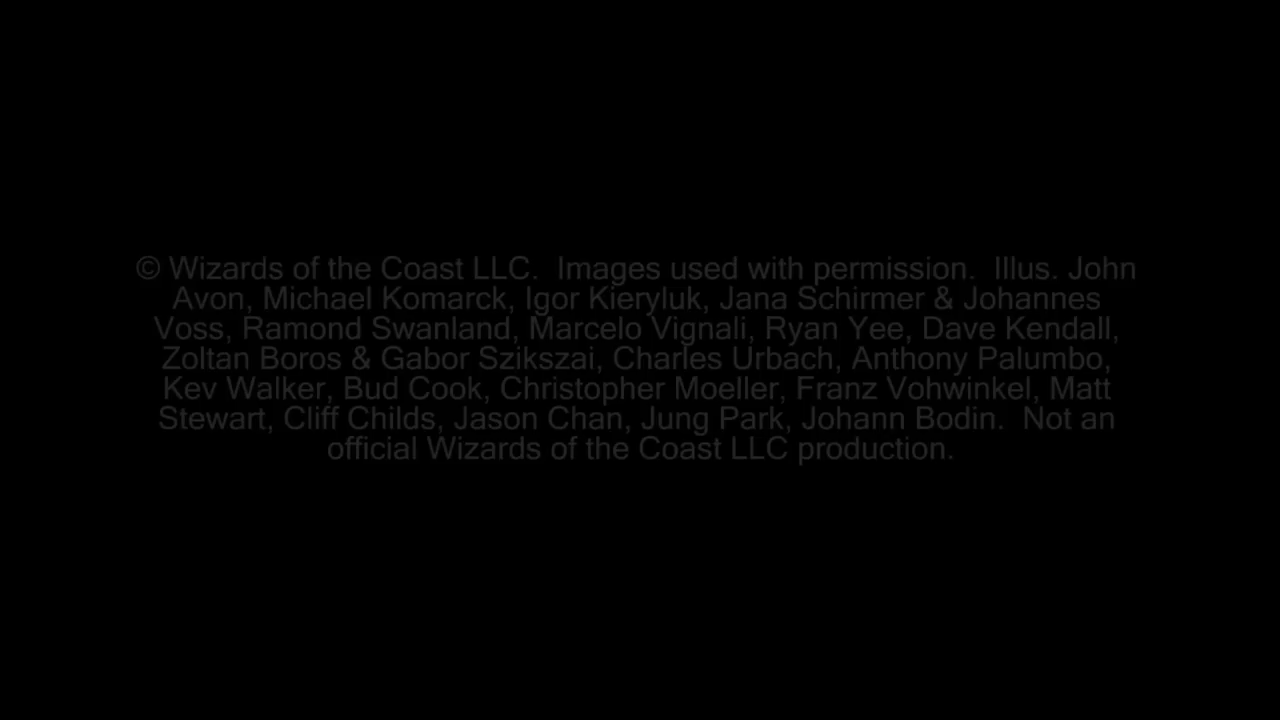 © Wizards of the Coast LLC.  Images used with permission.  Illus. John
Avon, Michael Komarck, Igor Kieryluk, Jana Schirmer & Johannes
Voss, Ramond Swanland, Marcelo Vignali, Ryan Yee, Dave Kendall,
Zoltan Boros & Gabor Szikszai, Charles Urbach, Anthony Palumbo,
Kev Walker, Bud Cook, Christopher Moeller, Franz Vohwinkel, Matt
Stewart, Cliff Childs, Jason Chan, Jung Park, Johann Bodin.  Not an
official Wizards of the Coast LLC production.